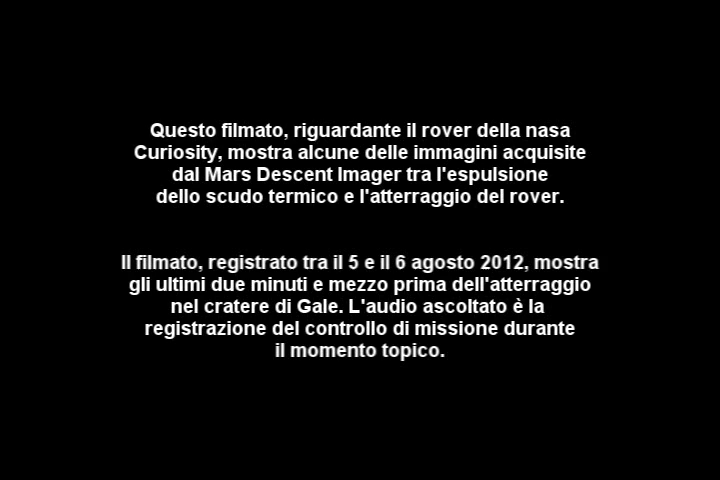 Questo filmato, riguardante il rover della nasa
Curiosity, mostra alcune delle immagini acquisite
dal Mars Descent Imager tra l'espulsione
dello scudo termico e l'atterraggio del rover.
Il filmato, registrato tra il 5 e il 6 agosto 2012, mostra
gli ultimi due minuti e mezzo prima dell'atterraggio
nel cratere di Gale. L'audio ascoltato è la
registrazione del controllo di missione durante
il momento topico.